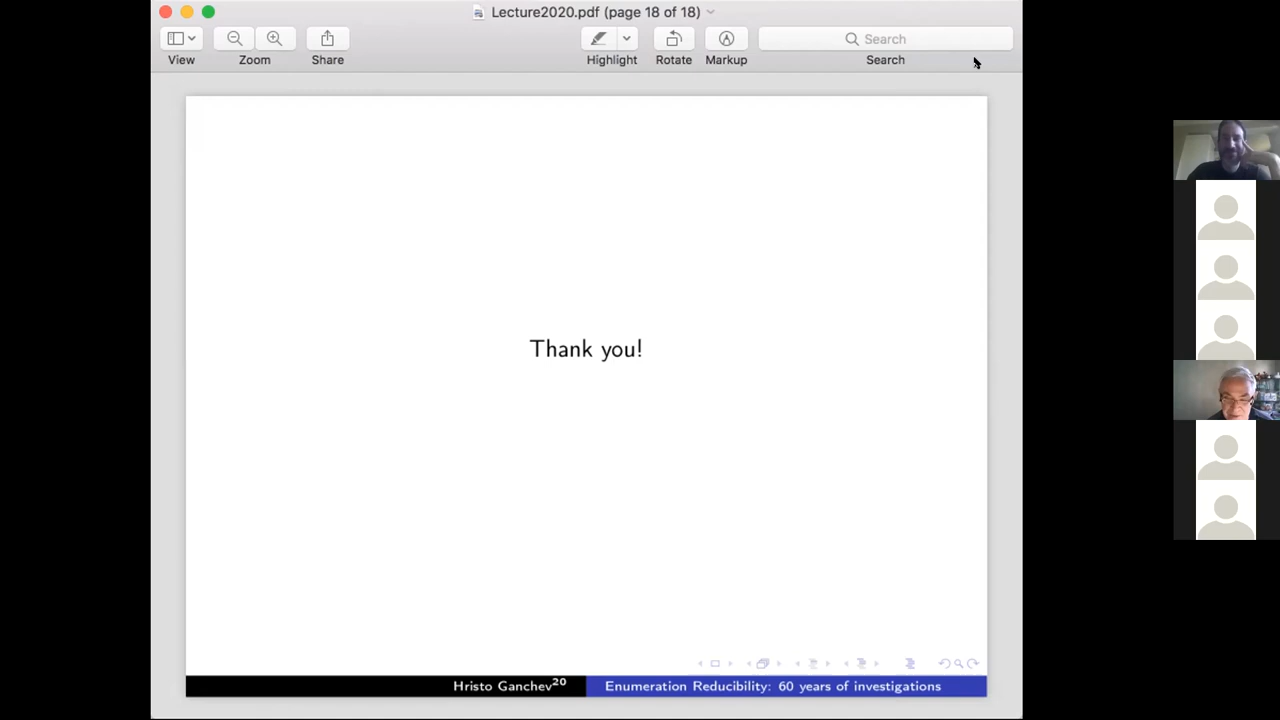 Lecture2020.pdf (page 18 of 18)
View
Zoom
Share
Highlight
Rotate
Markup
Search
Search
Thank you!
Hristo Ganchev20
Enumeration Reducibility: 60 years of investigations